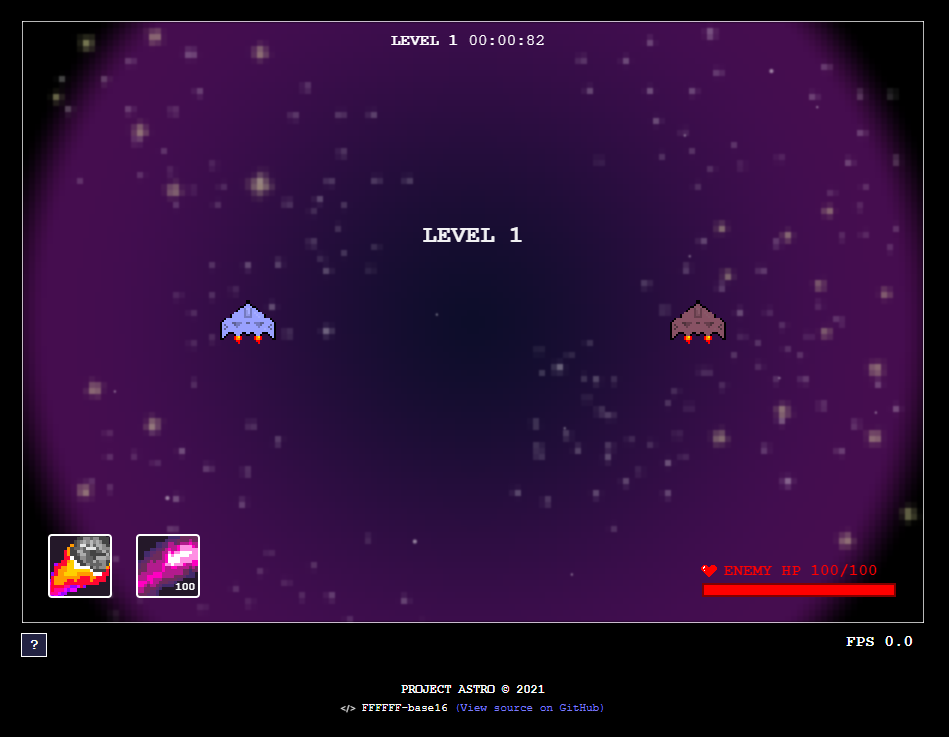 LEVEL 1 00:00:82
LEVEL 1
100
ENEMY HP 100/100
?
FPS 0.0
PROJECT ASTRO © 2021
</> FFFFFF-base16 (View source on GitHub)